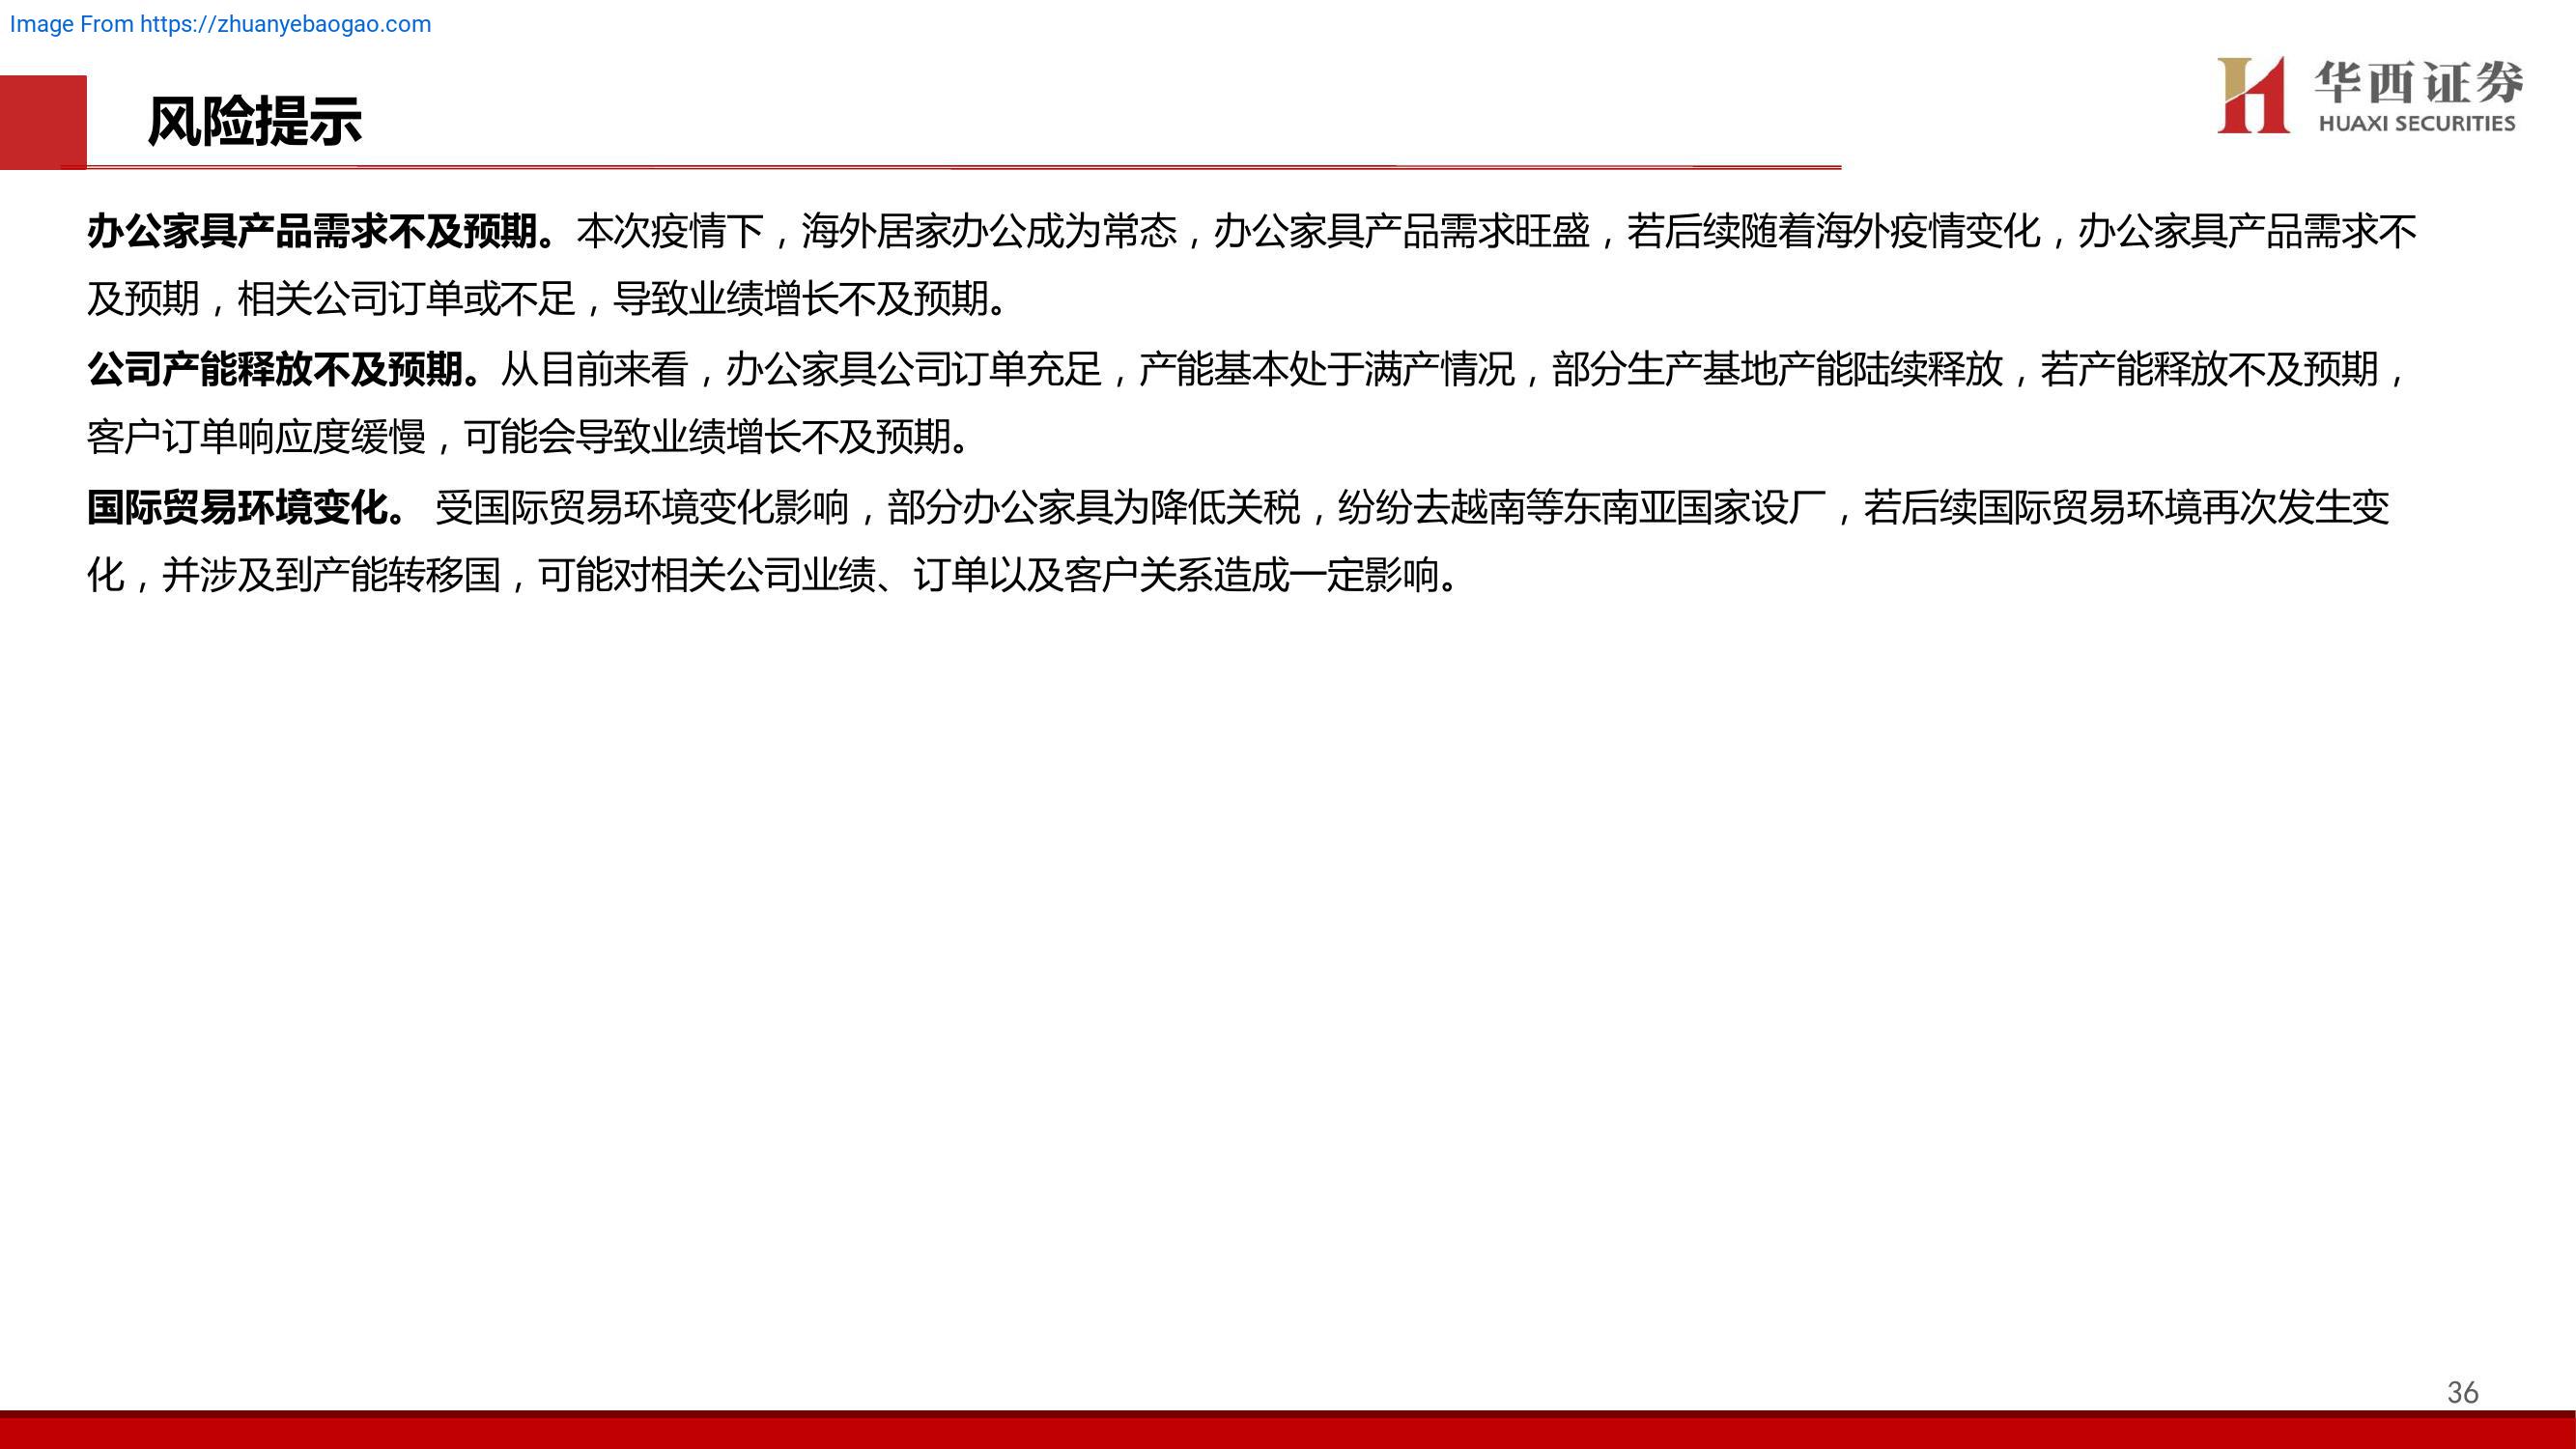 Image From https://zhuanyebaogao.com
华西证券
HUAXI SECURITIES
风险提示
办公家具产品需求不及预期。本次疫情下，海外居家办公成为常态，办公家具产品需求旺盛，若后续随着海外疫情变化，办公家具产品需求不
及预期，相关公司订单或不足，导致业绩增长不及预期。
公司产能释放不及预期。从目前来看，办公家具公司订单充足，产能基本处于满产情况，部分生产基地产能陆续释放，若产能释放不及预期，
客户订单响应度缓慢，可能会导致业绩增长不及预期。
国际贸易环境变化。 受国际贸易环境变化影响，部分办公家具为降低关税，纷纷去越南等东南亚国家设厂，若后续国际贸易环境再次发生变
化，并涉及到产能转移国，可能对相关公司业绩、订单以及客户关系造成一定影响。
36